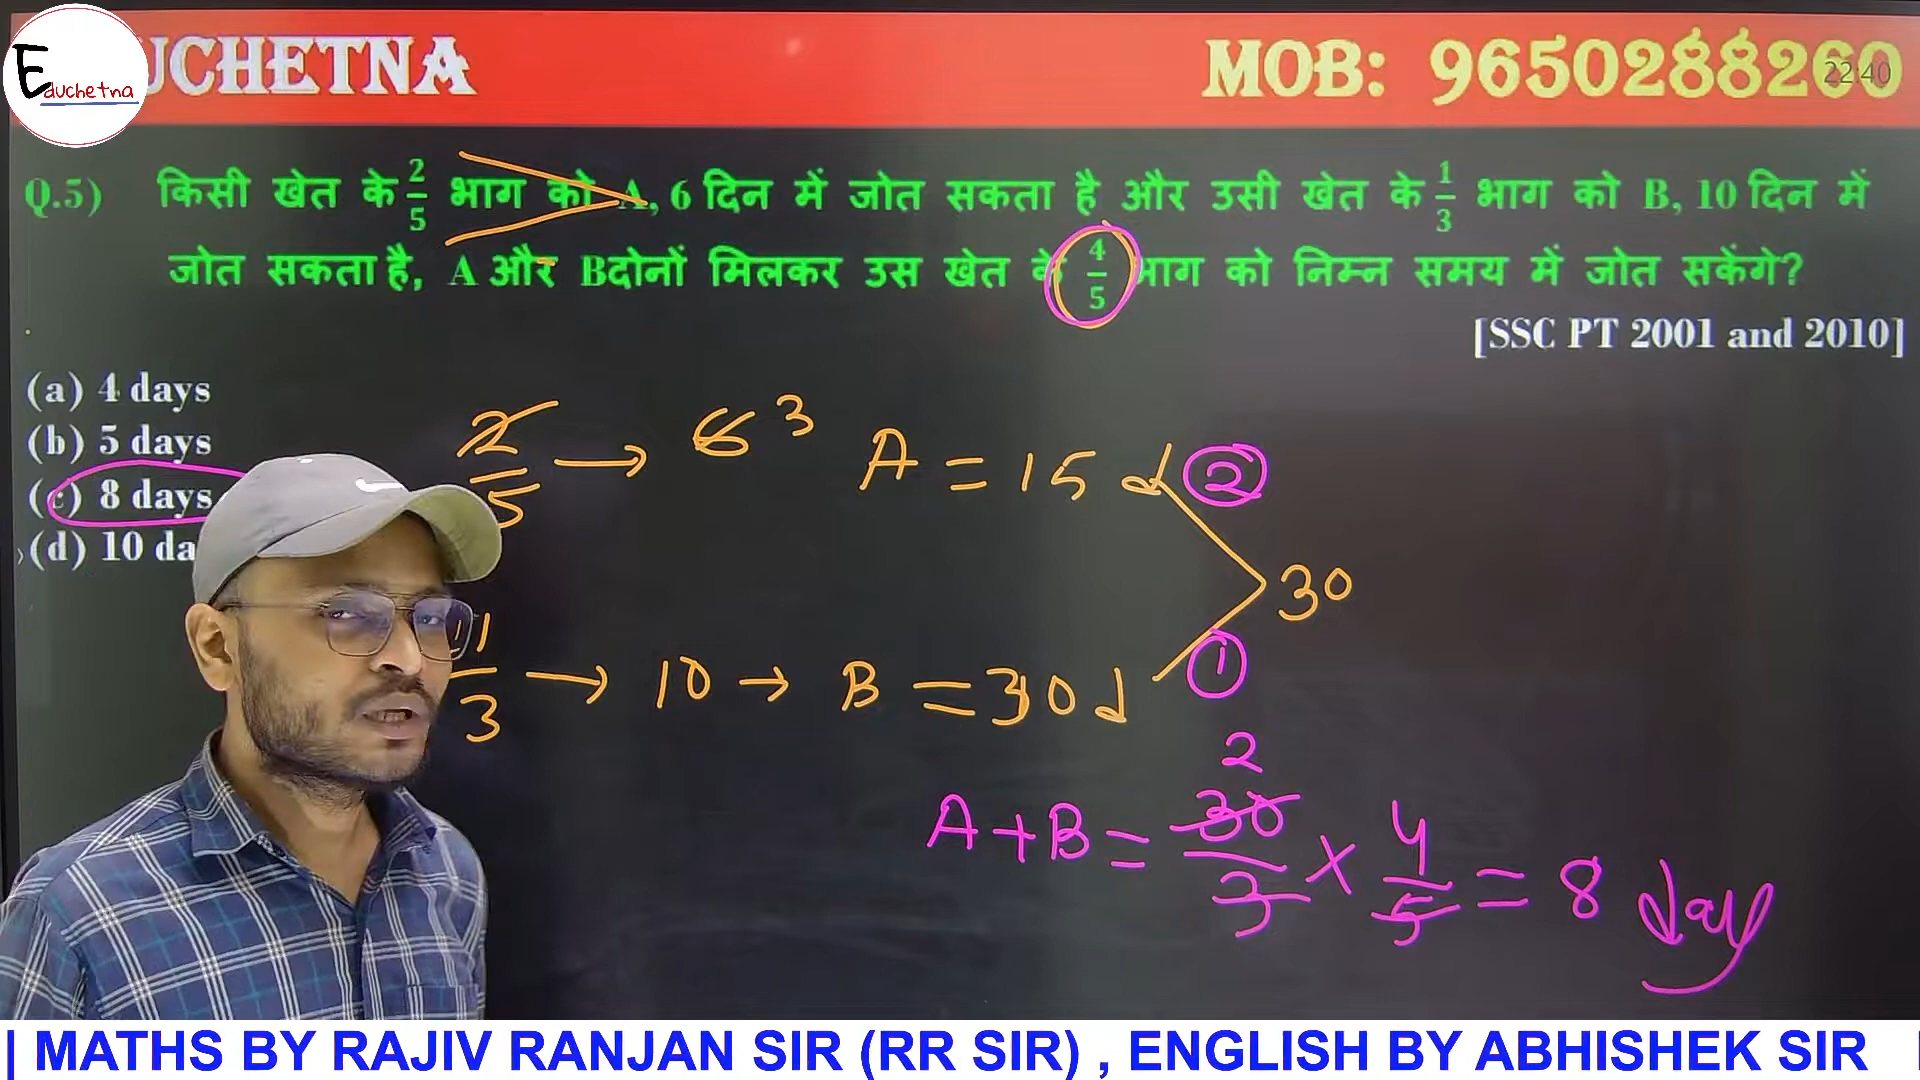 Educhetna
UCHETNA
MOB: 9650288260
22:40
Q.5) किसी खेत के 2/5 भाग को A, 6 दिन में जोत सकता है और उसी खेत के 1/3 भाग को B, 10 दिन में
जोत सकता है, A और Bदोनों मिलकर उस खेत के 4/5 भाग को निम्न समय में जोत सकेंगे?
[SSC PT 2001 and 2010]
(a) 4 days
(b) 5 days
(c) 8 days
(d) 10 da
2/5 → 6 3 A = 15 d 2
30
1/3 → 10 → B = 30 d 1
2
A+B = 30/3 × 4/5 = 8 day
| MATHS BY RAJIV RANJAN SIR (RR SIR) , ENGLISH BY ABHISHEK SIR |